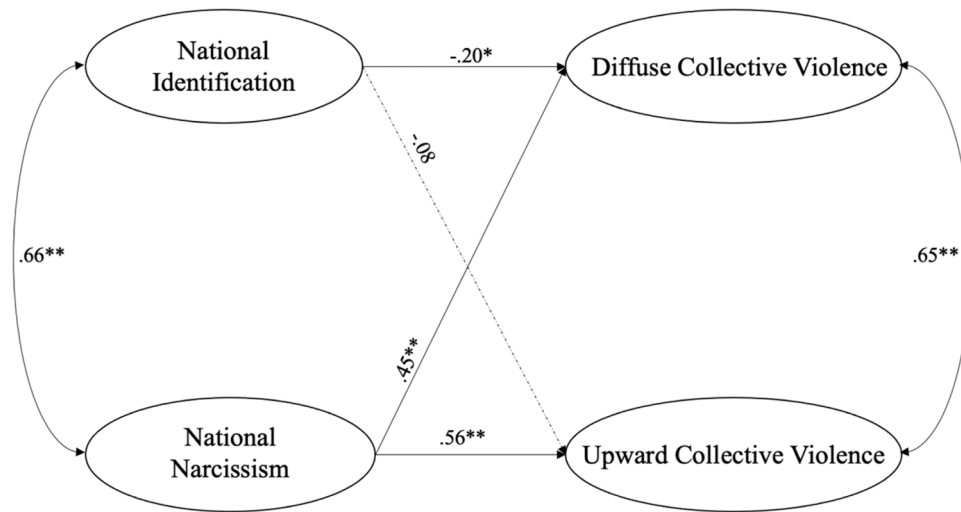 National
Identification
-.20*
Diffuse Collective Violence
-.08
.66**
.65**
.45**
National
Narcissism
.56**
Upward Collective Violence